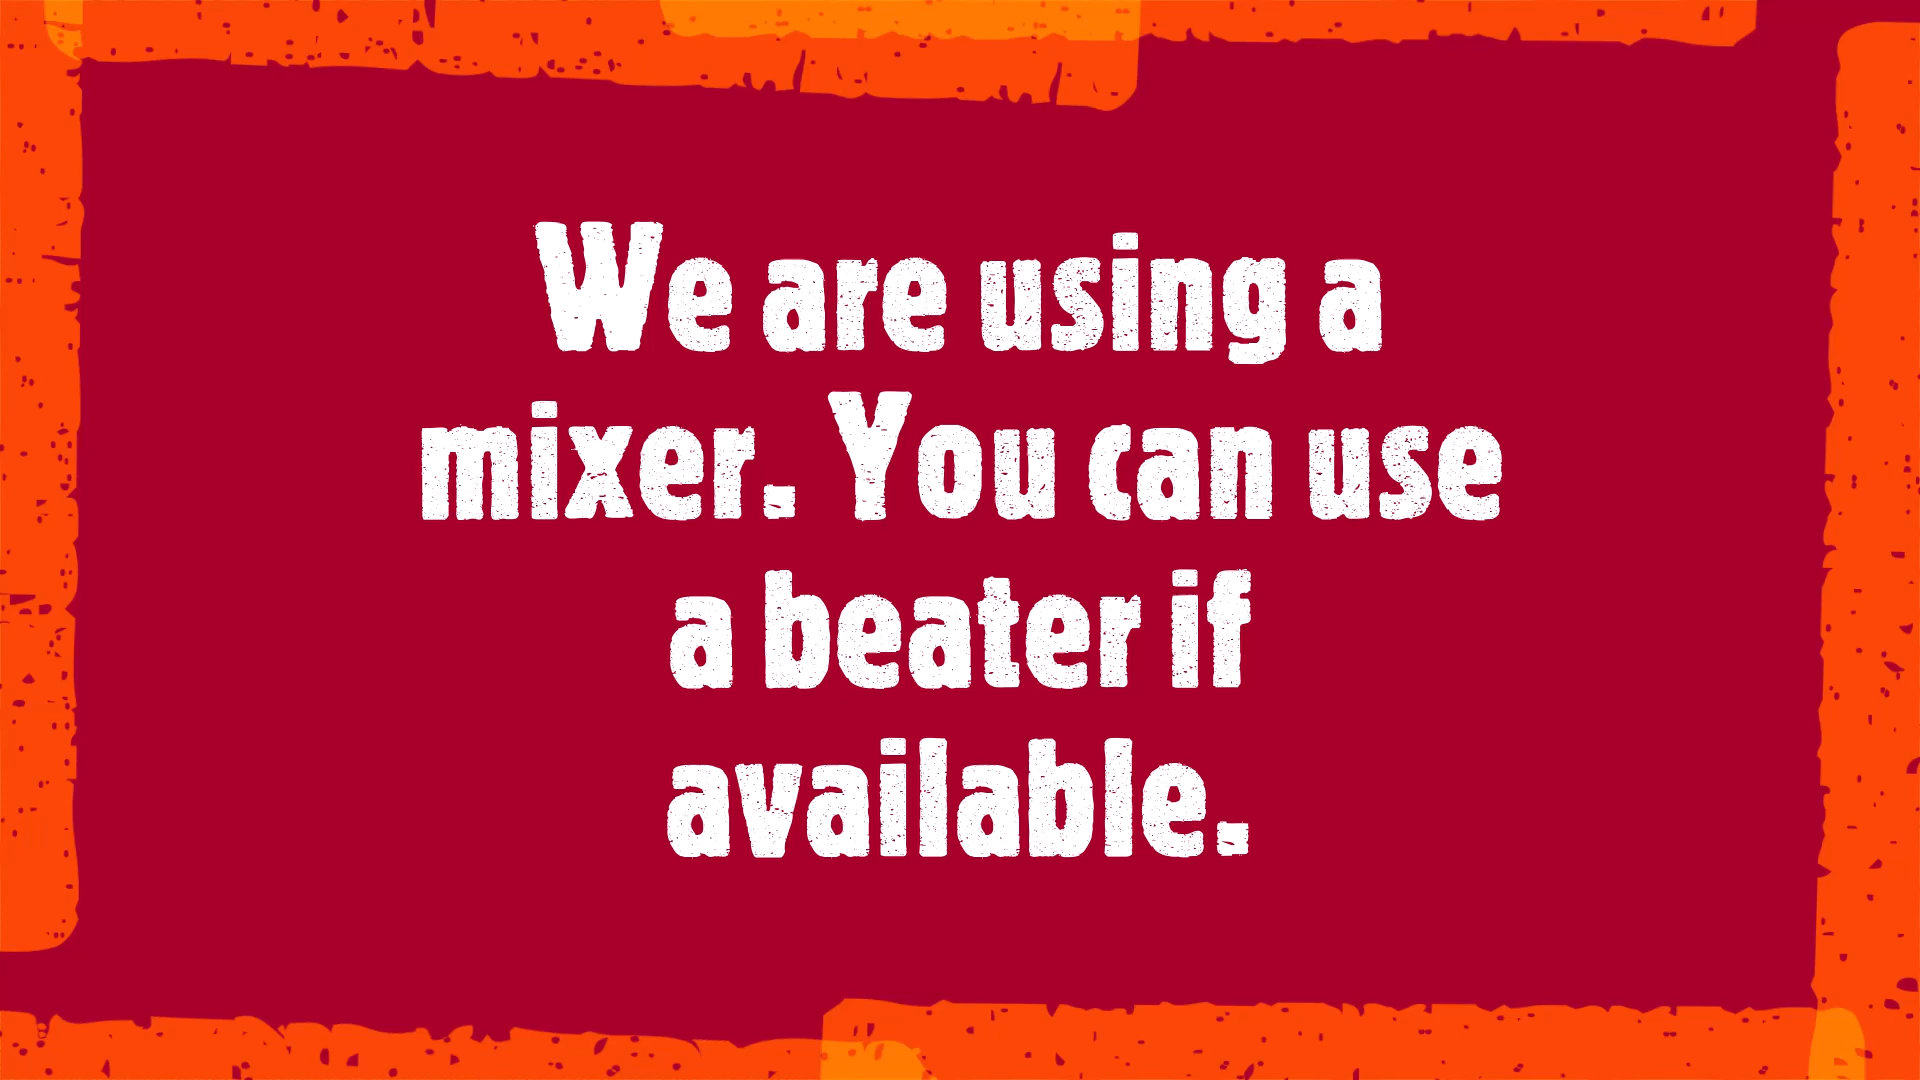 We are using a
mixer. You can use
a beater if
available.